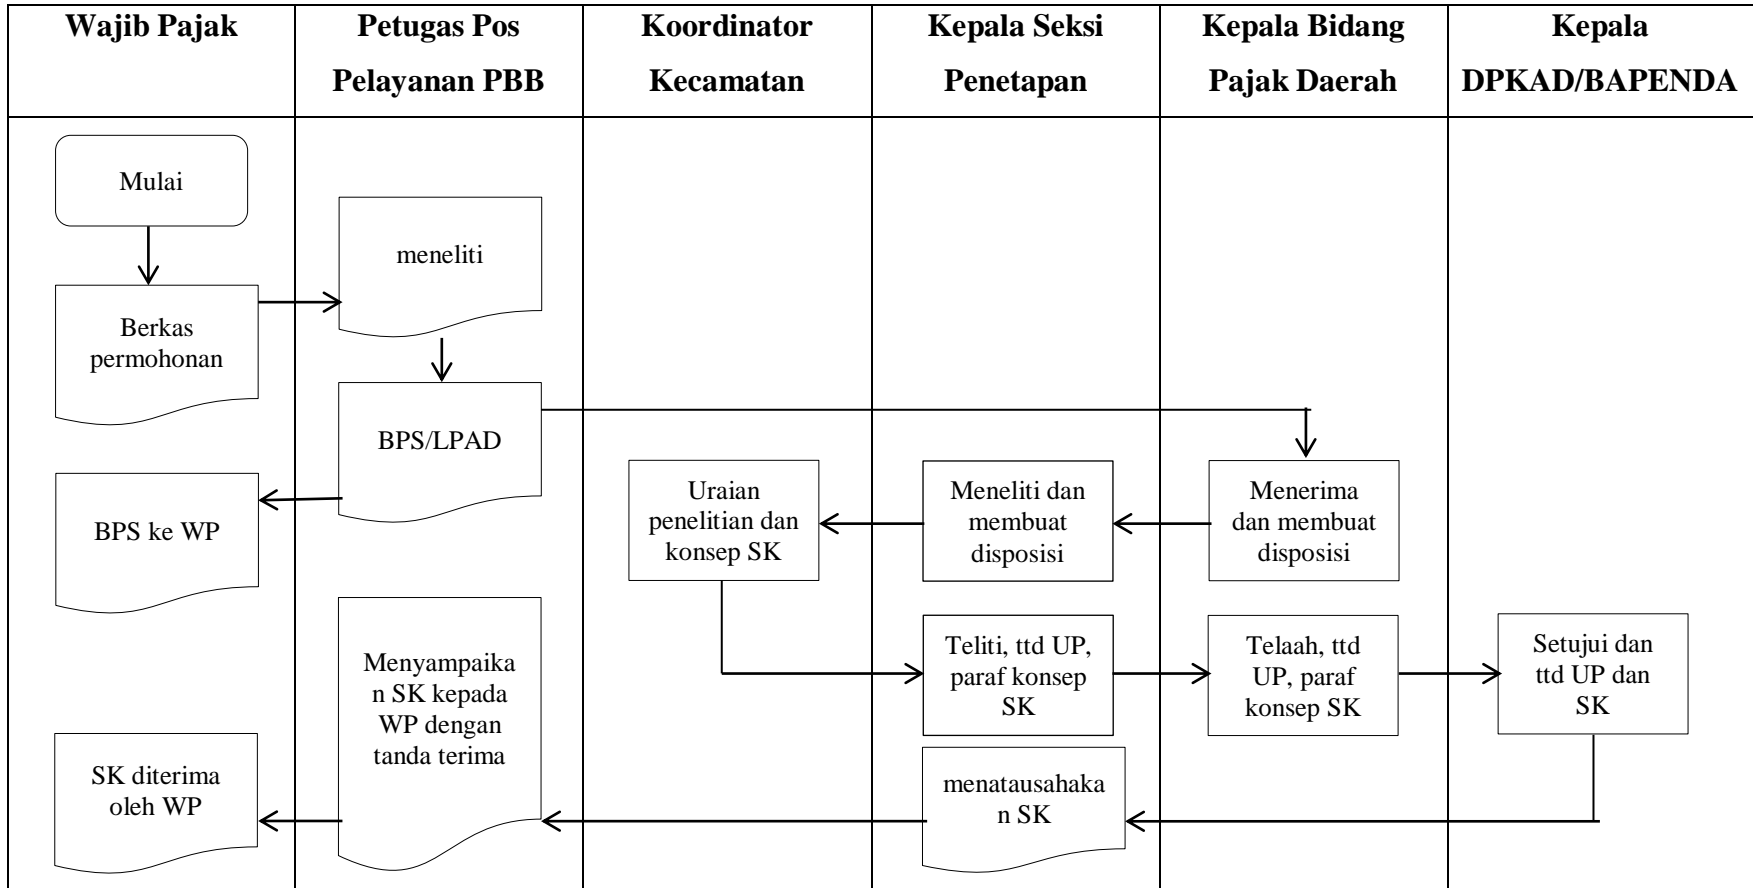 Wajib Pajak
Petugas Pos
Pelayanan PBB
Koordinator
Kecamatan
Kepala Seksi
Penetapan
Kepala Bidang
Pajak Daerah
Kepala
DPKAD/BAPENDA
Mulai
meneliti
Berkas
permohonan
BPS/LPAD
BPS ke WP
Uraian
penelitian dan
konsep SK
Meneliti dan
membuat
disposisi
Menerima
dan membuat
disposisi
Menyampaika
n SK kepada
WP dengan
tanda terima
Teliti, ttd UP,
paraf konsep
SK
Telaah, ttd
UP, paraf
konsep SK
Setujui dan
ttd UP dan
SK
SK diterima
oleh WP
menatausahaka
n SK